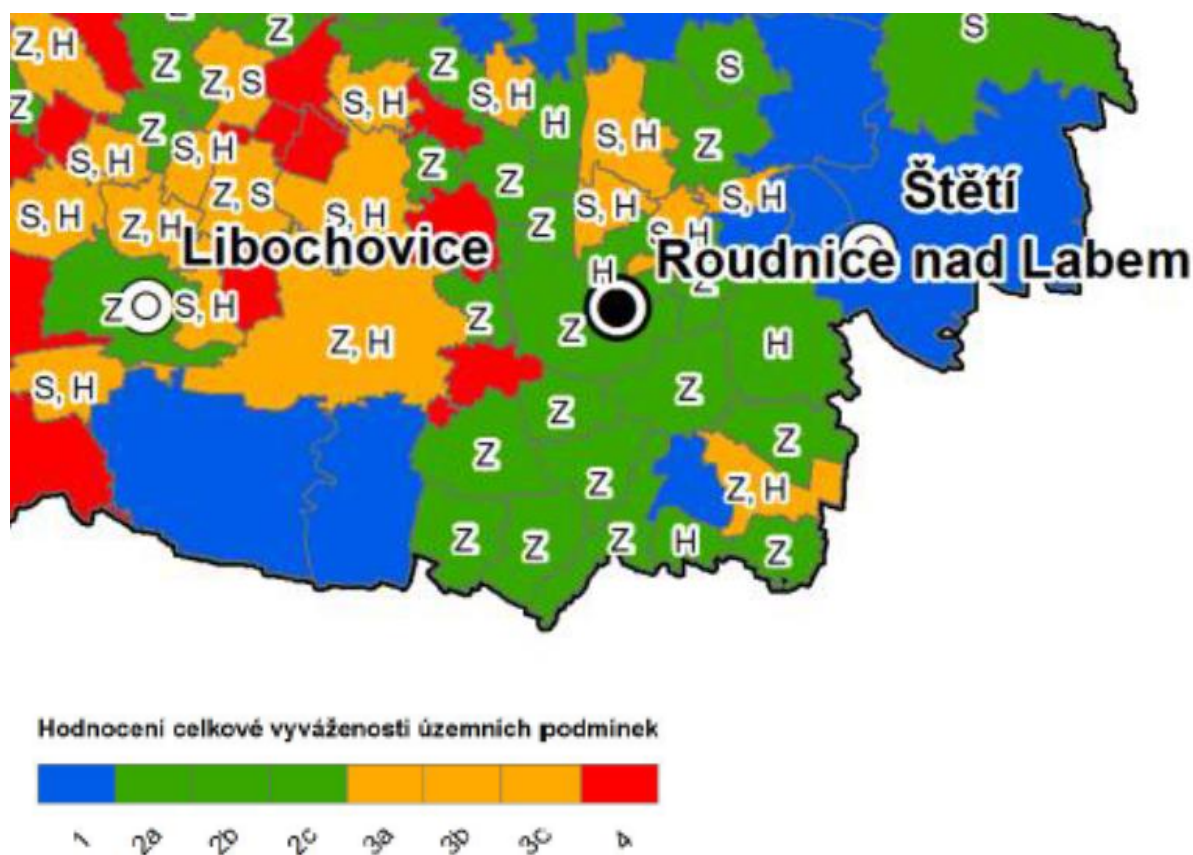 S
Z
Z, H
Z
Z
S
Z, S
S, H
S, H
Z
H
Z
S, H
Z
S, H
S, H
Z
Z
Z, S
S, H
S, H
Štětí
S, H
Z, H
S, H
Z
S, H
Libochovice
Roudnice nad Labem
H
Z
Z
S, H
Z
Z
Z, H
H
S, H
Z
Z
Z
Z
Z
Z, H
Z
Z
Z
H
Z
Hodnocení celkové vyváženosti územních podmínek
1 2a 2b 2c 3a 3b 3c 4